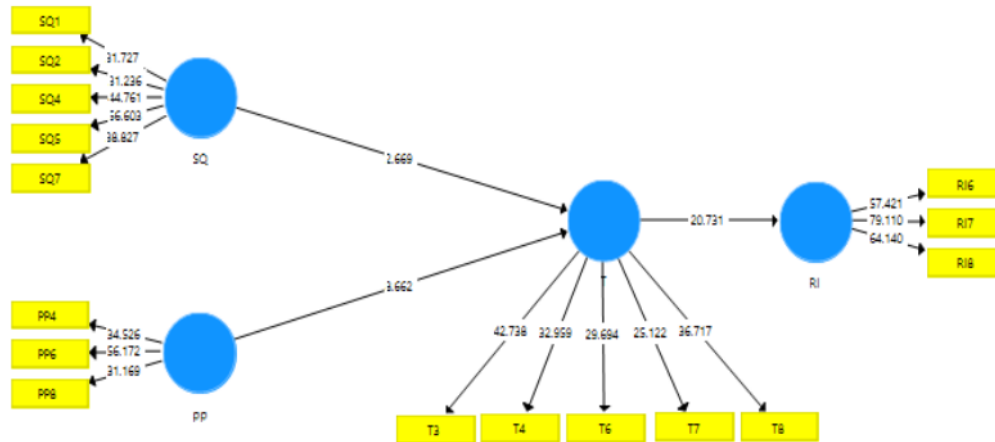 SQ1
31.727
SQ2
31.236
SQ4
44.761
SQ5
56.603
SQ7
38.827
SQ
2.669
RI6
57.421
RI7
79.110
RI8
64.140
20.731
T
RI
3.662
PP4
34.526
PP6
56.172
PP8
31.169
PP
42.738
32.959
29.694
25.122
36.717
T3
T4
T6
T7
T8